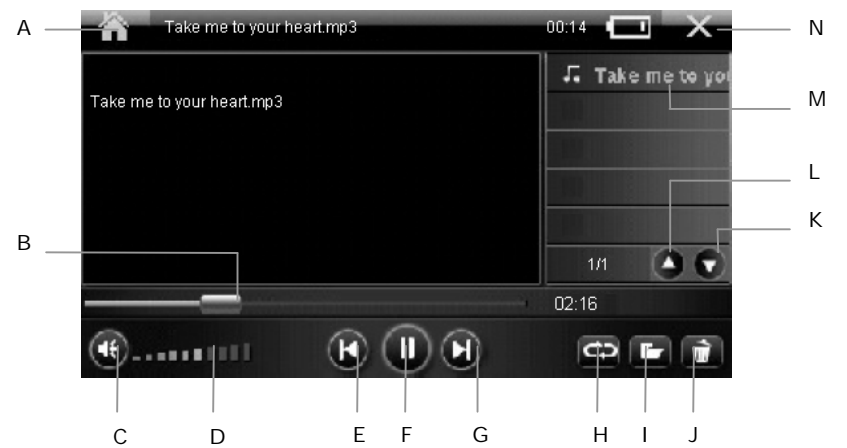 A
Take me to your heart.mp3 00:14
N
Take me to you
M
Take me to your heart.mp3
L
K
B
1/1
02:16
C D E F G H I J